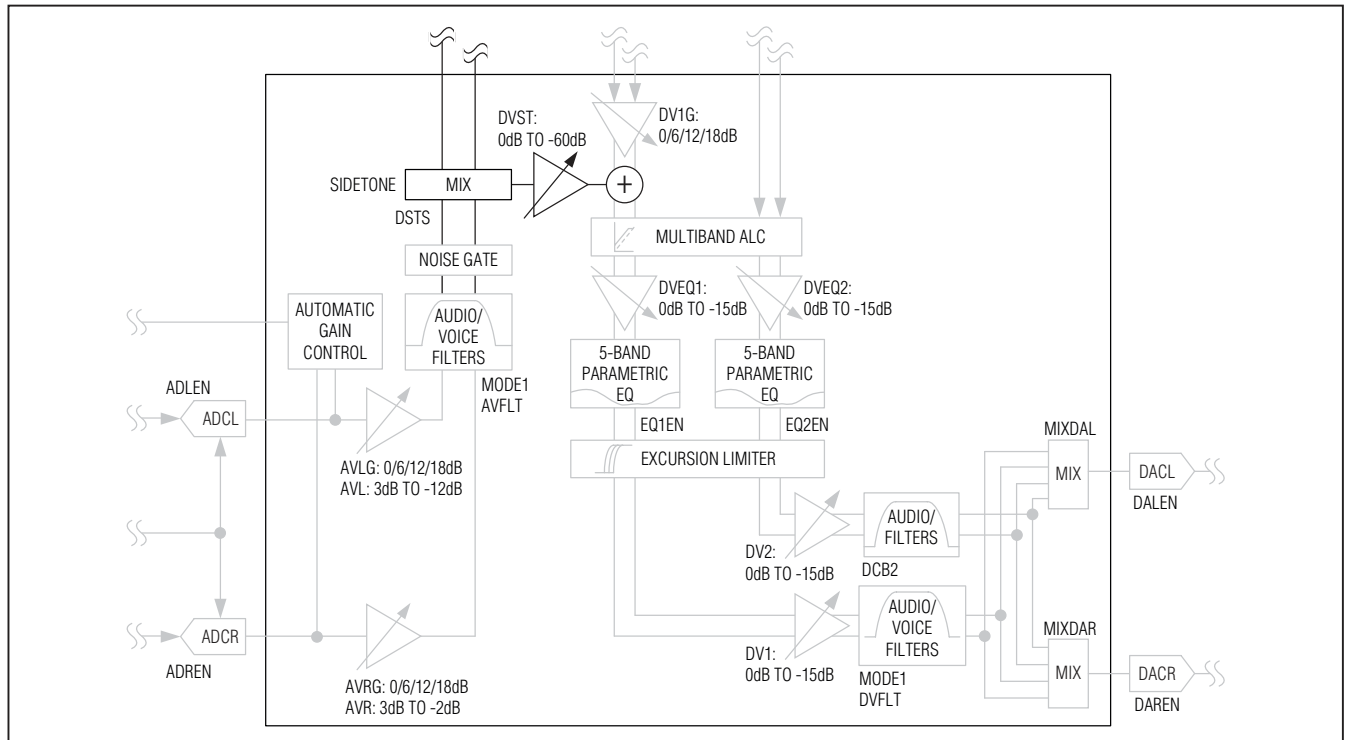 DVST:
0dB TO -60dB
DV1G:
0/6/12/18dB
SIDETONE
MIX
+
DSTS
MULTIBAND ALC
NOISE GATE
DVEQ1:
0dB TO -15dB
DVEQ2:
0dB TO -15dB
AUTOMATIC
GAIN
CONTROL
AUDIO/
VOICE
FILTERS
5-BAND
PARAMETRIC
EQ
5-BAND
PARAMETRIC
EQ
ADLEN
MODE1
AVFLT
ADCL
EQ1EN
EQ2EN
MIXDAL
EXCURSION LIMITER
AVLG: 0/6/12/18dB
AVL: 3dB TO -12dB
MIX
DACL
DALEN
AUDIO/
FILTERS
DV2:
0dB TO -15dB
DCB2
AUDIO/
VOICE
FILTERS
MIXDAR
ADCR
ADREN
DV1:
0dB TO -15dB
MODE1
DVFLT
MIX
DACR
DAREN
AVRG: 0/6/12/18dB
AVR: 3dB TO -2dB